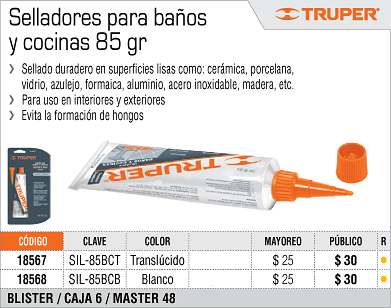 Selladores para baños
y cocinas 85 gr
TRUPER®
Sellado duradero en superficies lisas como: cerámica, porcelana,
vidrio, azulejo, formaica, aluminio, acero inoxidable, madera, etc.
Para uso en interiores y exteriores
Evita la formación de hongos
TRUPER
CÓDIGO CLAVE COLOR MAYOREO PÚBLICO R
18567 SIL-85BCT Translúcido $ 25 $ 30
18568 SIL-85BCB Blanco $ 25 $ 30
BLISTER / CAJA 6 / MASTER 48